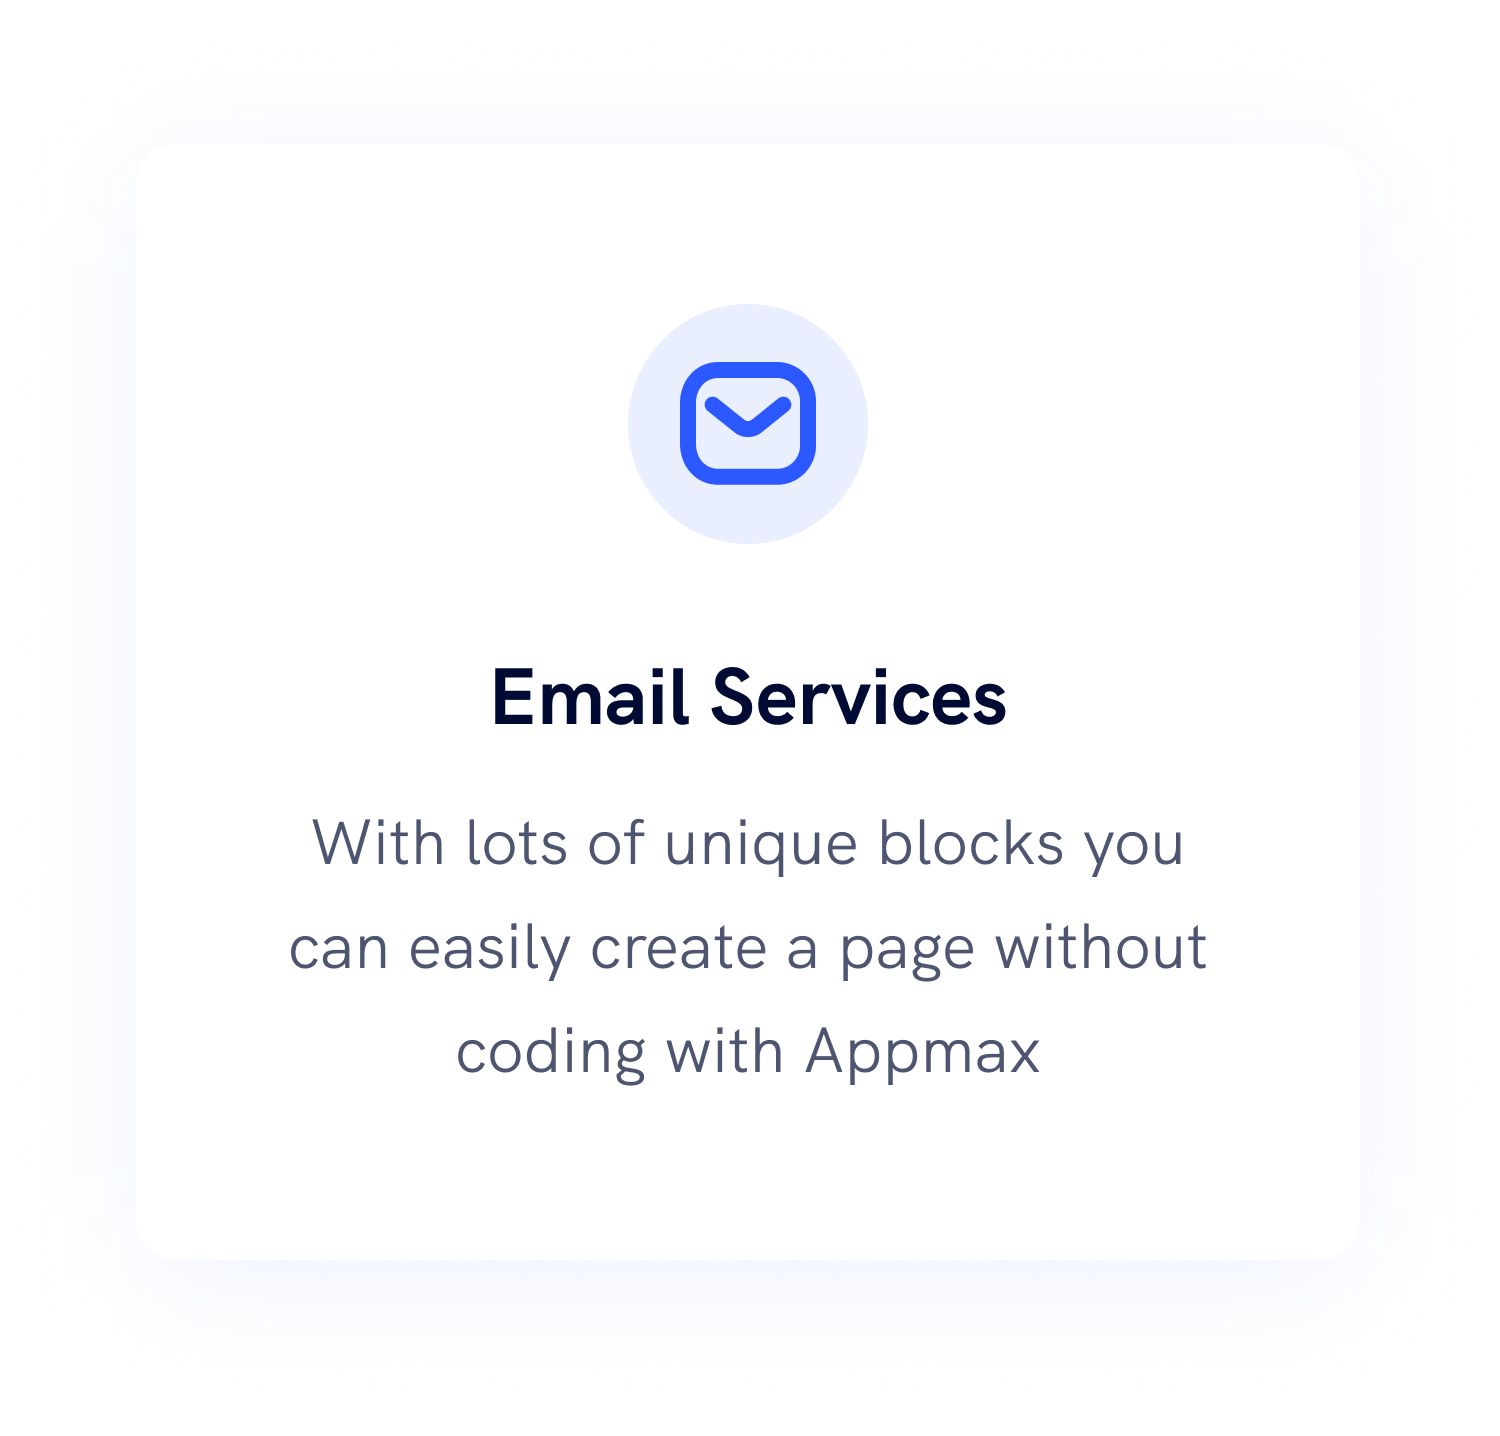 Email Services
With lots of unique blocks you
can easily create a page without
coding with Appmax